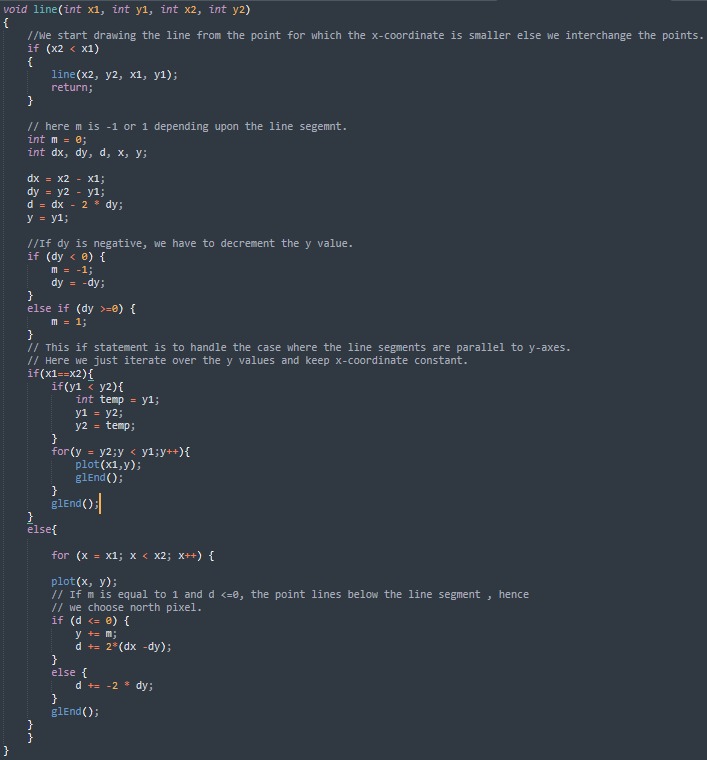 void line(int x1, int y1, int x2, int y2)
{
    //We start drawing the line from the point for which the x-coordinate is smaller else we interchange the points.
    if (x2 < x1)
    {
        line(x2, y2, x1, y1);
        return;
    }

    // here m is -1 or 1 depending upon the line segemnt.
    int m = 0;
    int dx, dy, d, x, y;

    dx = x2 - x1;
    dy = y2 - y1;
    d = dx - 2 * dy;
    y = y1;

    //If dy is negative, we have to decrement the y value.
    if (dy < 0) {
        m = -1;
        dy = -dy;
    }
    else if (dy >=0) {
        m = 1;
    }
    // This if statement is to handle the case where the line segments are parallel to y-axes.
    // Here we just iterate over the y values and keep x-coordinate constant.
    if(x1==x2){
        if(y1 < y2){
            int temp = y1;
            y1 = y2;
            y2 = temp;
        }
        for(y = y2;y < y1;y++){
            plot(x1,y);
            glEnd();
        }
        glEnd();
    }
    else{

        for (x = x1; x < x2; x++) {

        plot(x, y);
        // If m is equal to 1 and d <=0, the point lines below the line segment , hence
        // we choose north pixel.
        if (d <= 0) {
            y += m;
            d += 2*(dx -dy);
        }
        else {
            d += -2 * dy;
        }
        glEnd();
    }
    }
}